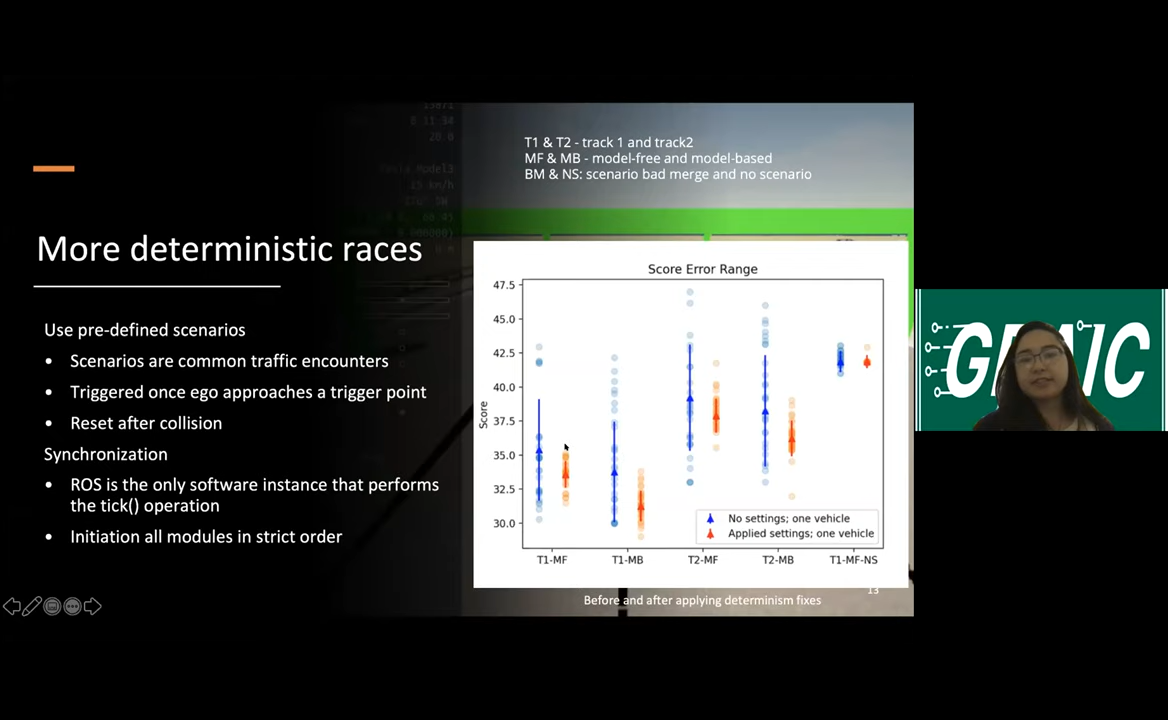 T1 & T2 - track 1 and track2
MF & MB - model-free and model-based
BM & NS: scenario bad merge and no scenario
More deterministic races
Use pre-defined scenarios
• Scenarios are common traffic encounters
• Triggered once ego approaches a trigger point
• Reset after collision
Synchronization
• ROS is the only software instance that performs
the tick() operation
• Initiation all modules in strict order
Score Error Range
Score
47.5
45.0
42.5
40.0
37.5
35.0
32.5
30.0
No settings; one vehicle
Applied settings; one vehicle
T1-MF T1-MB T2-MF T2-MB T1-MF-NS
Before and after applying determinism fixes
13